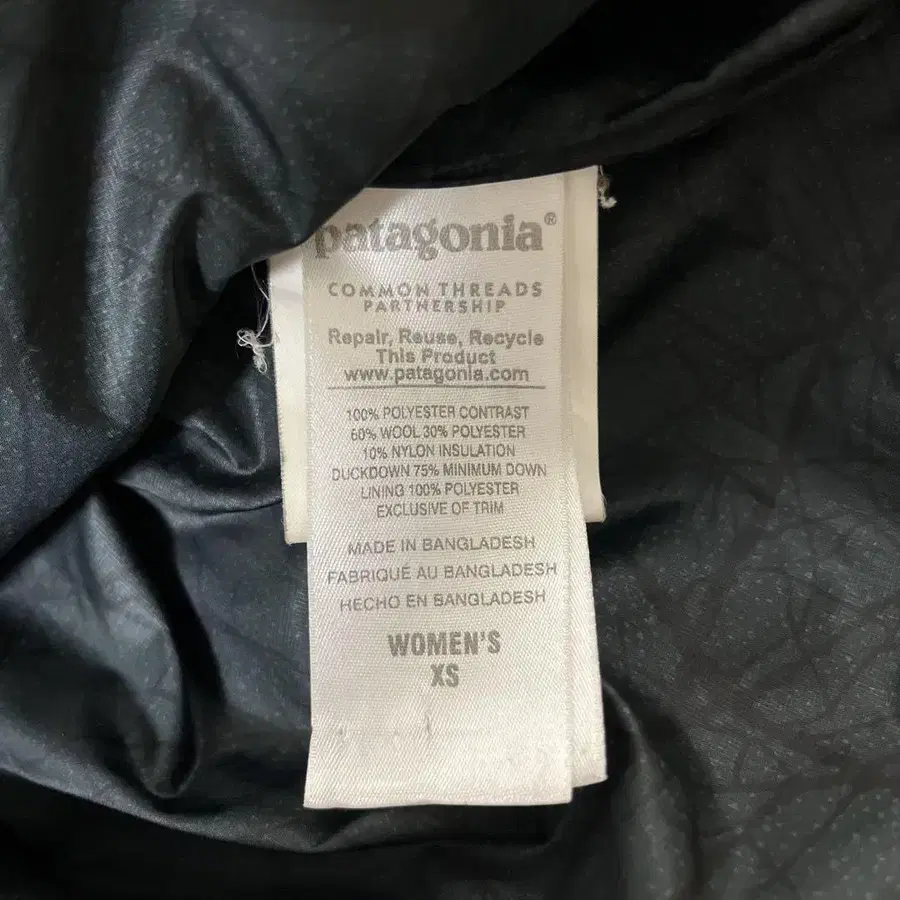 patagonia®
COMMON THREADS
PARTNERSHIP
Repair, Reuse, Recycle
This Product
www.patagonia.com
100% POLYESTER CONTRAST
60% WOOL 30% POLYESTER
10% NYLON INSULATION
DUCKDOWN 75% MINIMUM DOWN
LINING 100% POLYESTER
EXCLUSIVE OF TRIM
MADE IN BANGLADESH
FABRIQUÉ AU BANGLADESH
HECHO EN BANGLADESH
WOMEN'S
XS